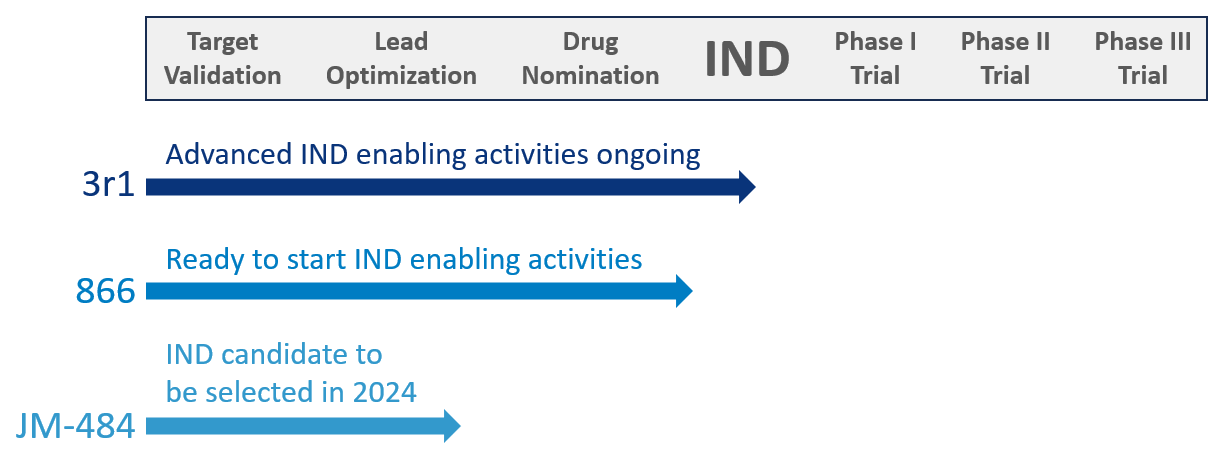 Target Validation
Lead Optimization
Drug Nomination
IND
Phase I Trial
Phase II Trial
Phase III Trial
Advanced IND enabling activities ongoing
3r1
Ready to start IND enabling activities
866
IND candidate to
be selected in 2024
JM-484